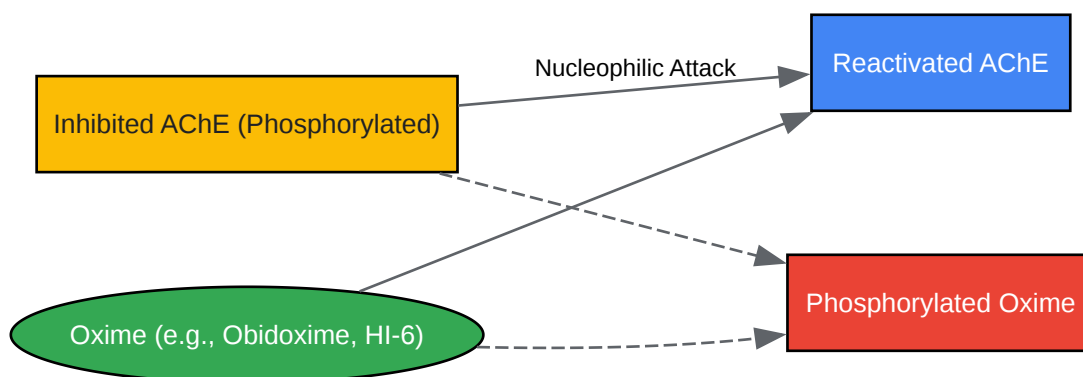 Nucleophilic Attack
Reactivated AChE
Inhibited AChE (Phosphorylated)
Phosphorylated Oxime
Oxime (e.g., Obidoxime, HI-6)